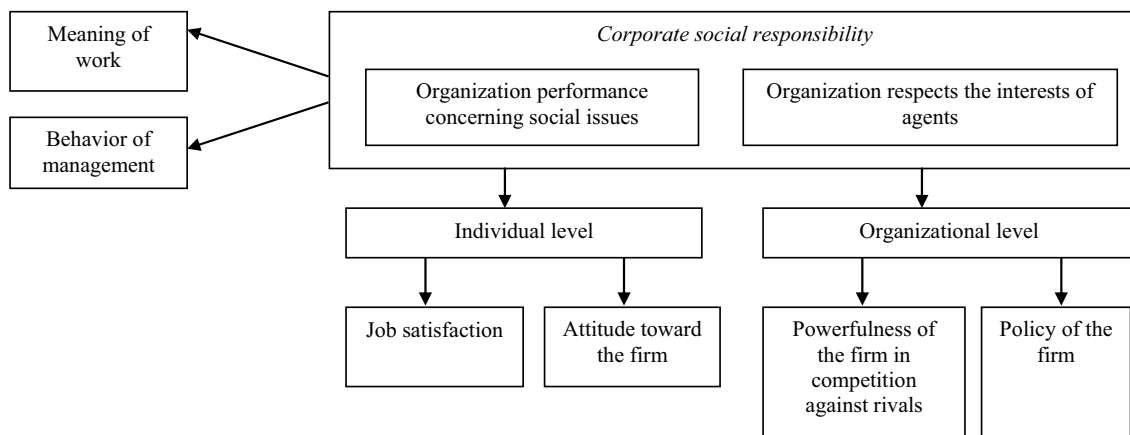 Meaning of
work
Behavior of
management
Corporate social responsibility
Organization performance
concerning social issues
Organization respects the interests of
agents
Individual level
Organizational level
Job satisfaction
Attitude toward
the firm
Powerfulness of
the firm in
competition
against rivals
Policy of the
firm